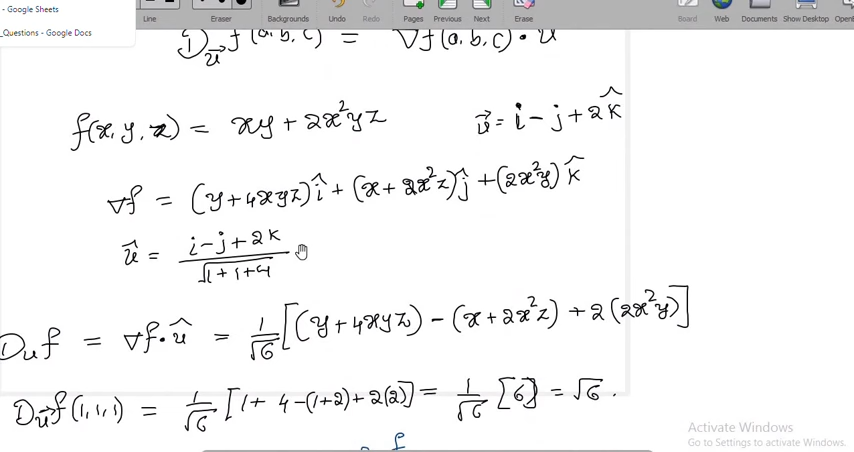 - Google Sheets
_Questions - Google Docs
Line
Eraser
Backgrounds
Undo
Redo
Pages
Previous
Next
Erase
Board
Web
Documents
Show Desktop
D_u⃗ f(a,b,c) = ∇f(a,b,c)·û
f(x,y,z) = xy + 2x²yz
v⃗ = i - j + 2k̂
∇f = (y+4xyz)î + (x+2x²z)ĵ + (2x²y)k̂
û = (i - j + 2k)/√(1+1+4)
Duf = ∇f·û = 1/√6 [(y+4xyz) - (x+2x²z) + 2(2x²y)]
D_u⃗ f(1,1,1) = 1/√6 [1+4-(1+2)+2(2)] = 1/√6 [6] = √6.
Activate Windows
Go to Settings to activate Windows.